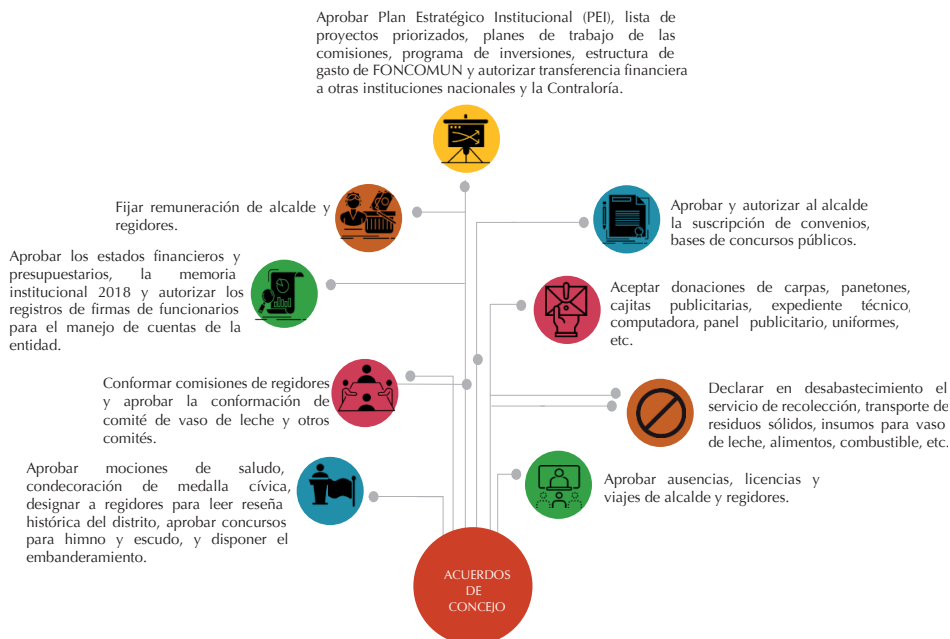 Aprobar Plan Estratégico Institucional (PEI), lista de
proyectos priorizados, planes de trabajo de las
comisiones, programa de inversiones, estructura de
gasto de FONCOMUN y autorizar transferencia financiera
a otras instituciones nacionales y la Contraloría.
Fijar remuneración de alcalde y
regidores.
Aprobar y autorizar al alcalde
la suscripción de convenios,
bases de concursos públicos.
Aprobar los estados financieros y
presupuestarios, la memoria
institucional 2018 y autorizar los
registros de firmas de funcionarios
para el manejo de cuentas de la
entidad.
Aceptar donaciones de carpas, panetones,
cajitas publicitarias, expediente técnico,
computadora, panel publicitario, uniformes,
etc.
Conformar comisiones de regidores
y aprobar la conformación de
comité de vaso de leche y otros
comités.
Declarar en desabastecimiento el
servicio de recolección, transporte de
residuos sólidos, insumos para vaso
de leche, alimentos, combustible, etc.
Aprobar mociones de saludo,
condecoración de medalla cívica,
designar a regidores para leer reseña
histórica del distrito, aprobar concursos
para himno y escudo, y disponer el
embanderamiento.
Aprobar ausencias, licencias y
viajes de alcalde y regidores.
ACUERDOS
DE
CONCEJO